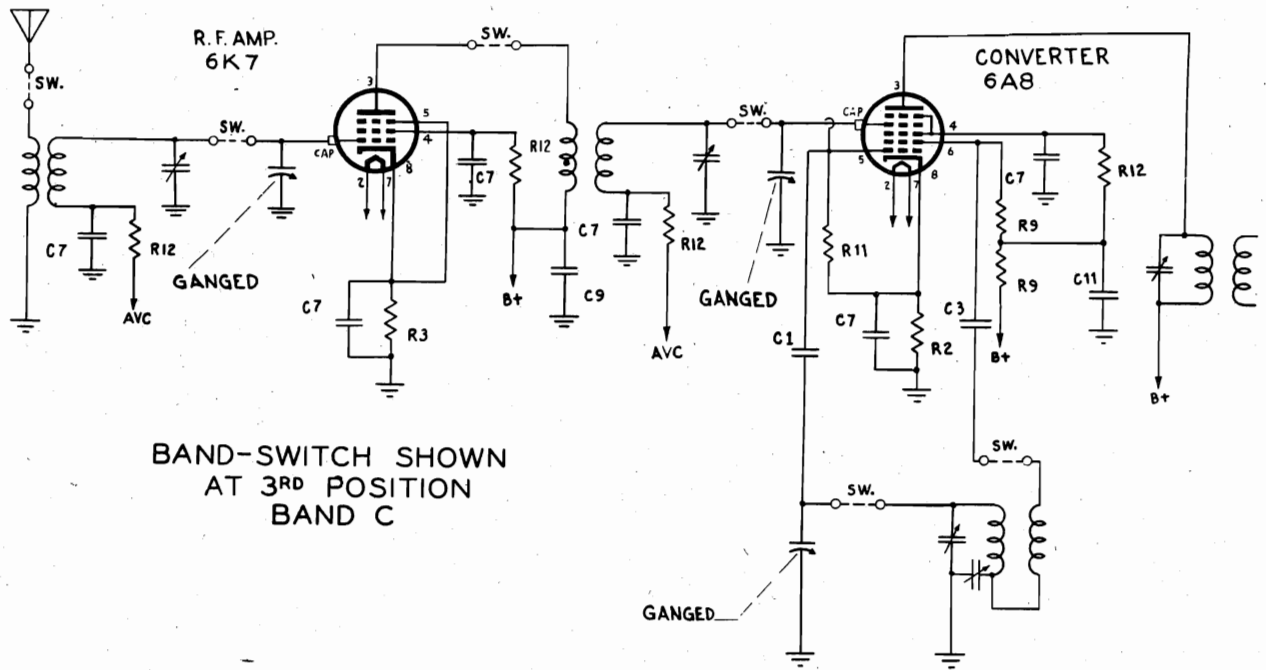 R.F. AMP.
6K7
SW.
SW.
SW.
CAP
3
5
4
8
2
7
C7
R12
C7
R12
AVC
GANGED
C7
R3
B+
C9
C7
R12
AVC
SW.
GANGED
CONVERTER
6A8
CAP
3
4
6
5
8
2
7
R11
C7
R2
C1
C3
C7
R12
R9
R9
C11
B+
B+
SW.
SW.
GANGED
BAND-SWITCH SHOWN
AT 3RD POSITION
BAND C